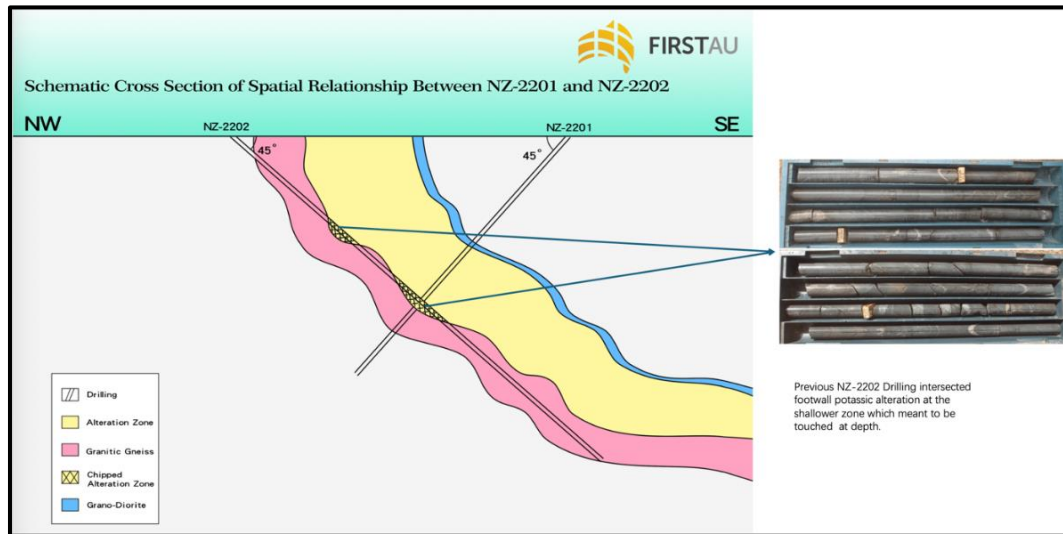 FIRSTAU
Schematic Cross Section of Spatial Relationship Between NZ-2201 and NZ-2202
NW
NZ-2202
NZ-2201
SE
45°
45°
Drilling
Alteration Zone
Granitic Gneiss
Chipped
Alteration Zone
Grano-Diorite
Previous NZ-2202 Drilling intersected
footwall potassic alteration at the
shallower zone which meant to be
touched at depth.